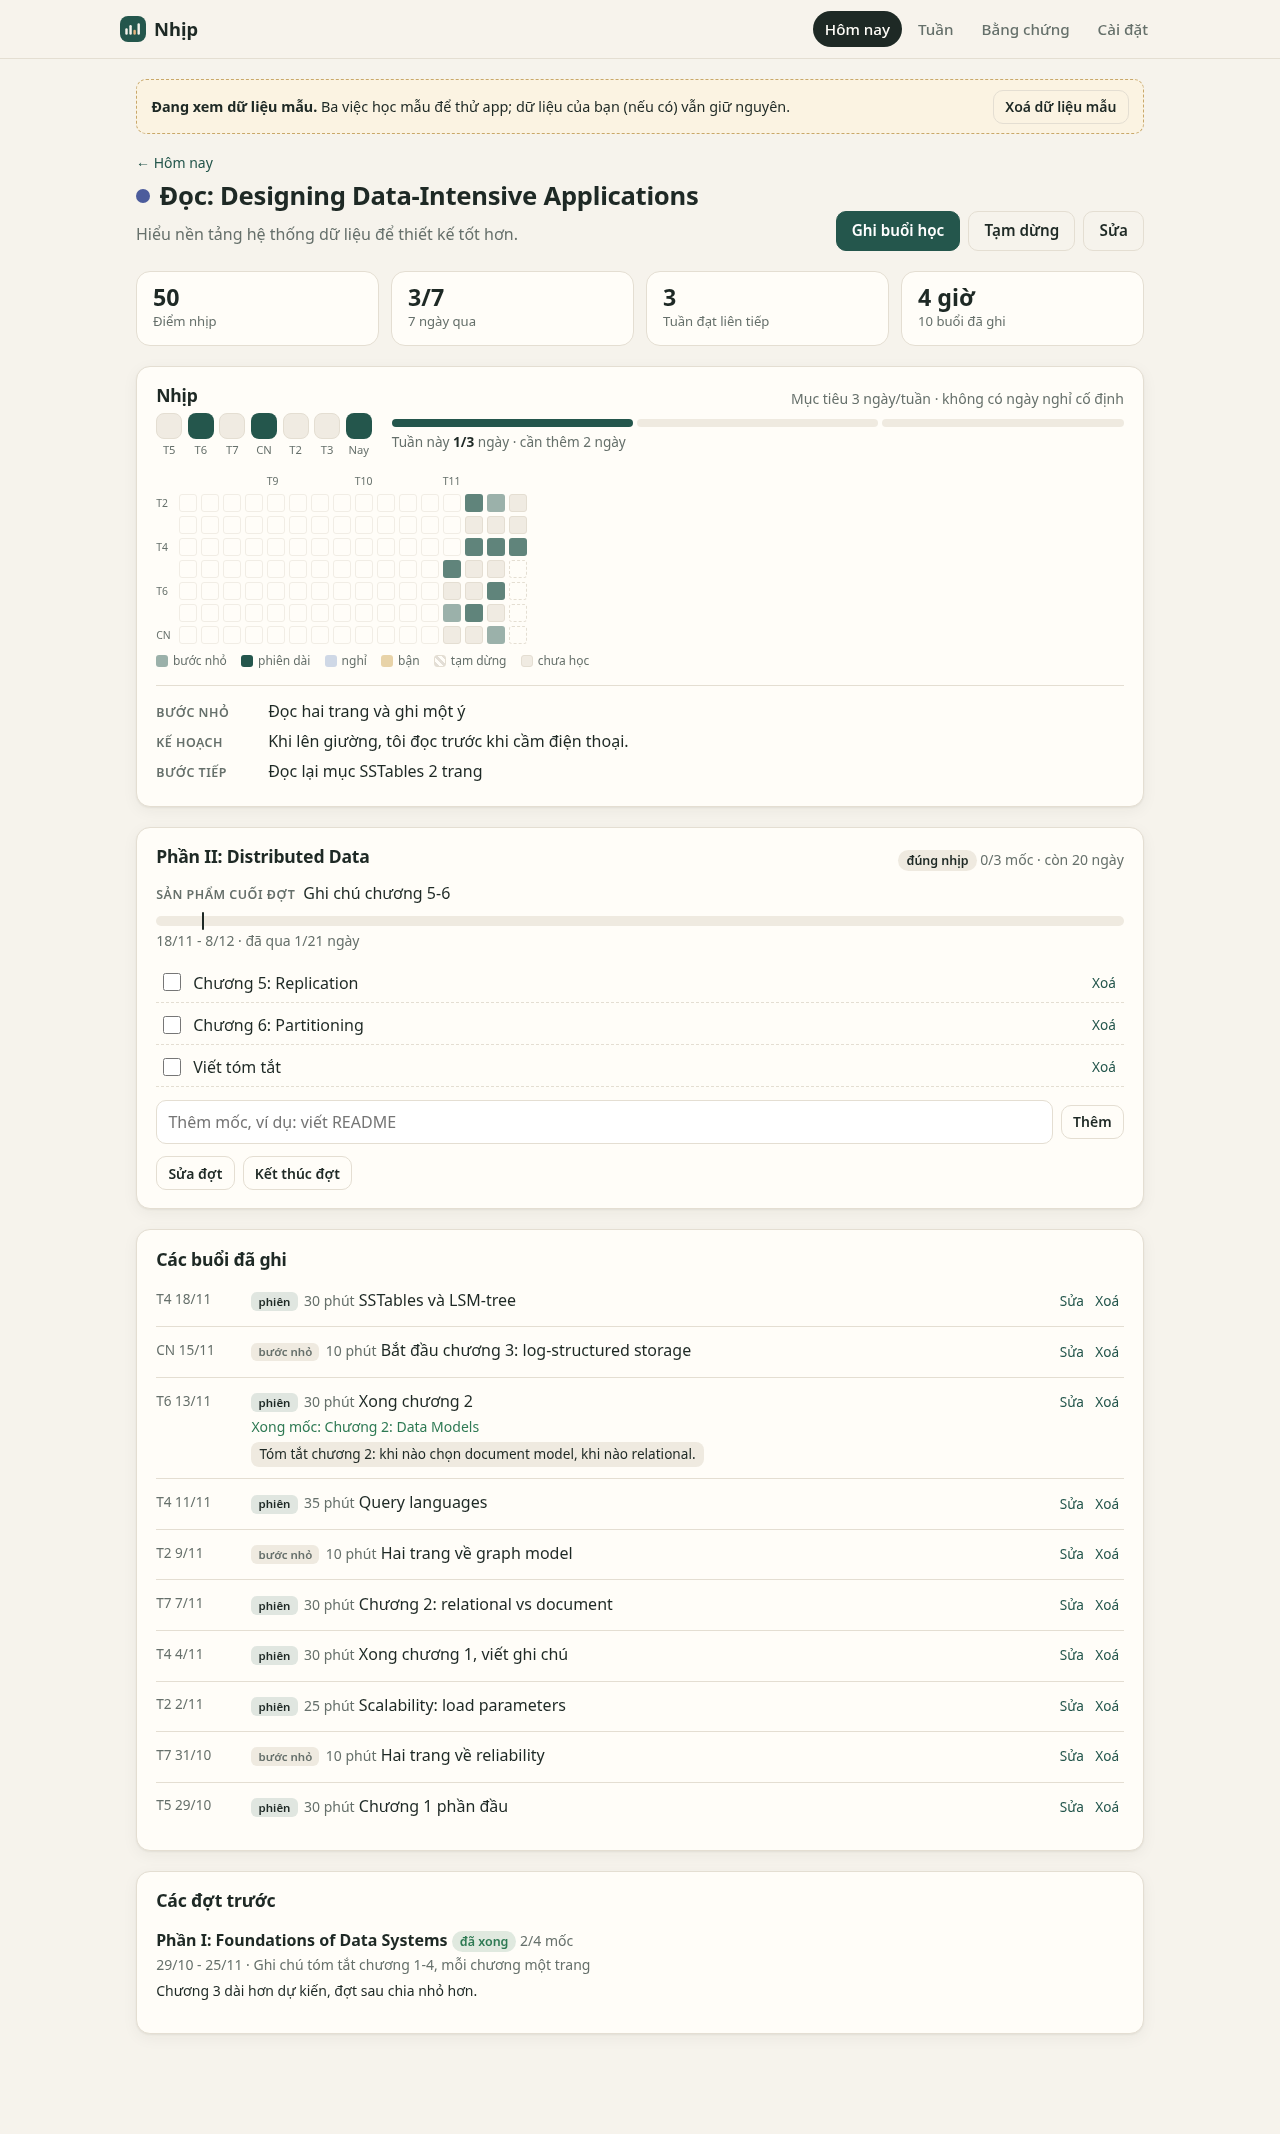 Nhịp
Hôm nay Tuần Bằng chứng Cài đặt
Đang xem dữ liệu mẫu. Ba việc học mẫu để thử app; dữ liệu của bạn (nếu có) vẫn giữ nguyên. Xoá dữ liệu mẫu
← Hôm nay
Đọc: Designing Data-Intensive Applications
Hiểu nền tảng hệ thống dữ liệu để thiết kế tốt hơn.
Ghi buổi học Tạm dừng Sửa
50 3/7 3 4 giờ
Điểm nhịp 7 ngày qua Tuần đạt liên tiếp 10 buổi đã ghi
Nhịp
Mục tiêu 3 ngày/tuần · không có ngày nghỉ cố định
T5 T6 T7 CN T2 T3 Nay
Tuần này 1/3 ngày · cần thêm 2 ngày
T9 T10 T11
T2
T4
T6
CN
bước nhỏ phiên dài nghỉ bận tạm dừng chưa học
BƯỚC NHỎ Đọc hai trang và ghi một ý
KẾ HOẠCH Khi lên giường, tôi đọc trước khi cầm điện thoại.
BƯỚC TIẾP Đọc lại mục SSTables 2 trang
Phần II: Distributed Data
đúng nhịp 0/3 mốc · còn 20 ngày
SẢN PHẨM CUỐI ĐỢT Ghi chú chương 5-6
18/11 - 8/12 · đã qua 1/21 ngày
Chương 5: Replication Xoá
Chương 6: Partitioning Xoá
Viết tóm tắt Xoá
Thêm mốc, ví dụ: viết README Thêm
Sửa đợt Kết thúc đợt
Các buổi đã ghi
T4 18/11 phiên 30 phút SSTables và LSM-tree Sửa Xoá
CN 15/11 bước nhỏ 10 phút Bắt đầu chương 3: log-structured storage Sửa Xoá
T6 13/11 phiên 30 phút Xong chương 2 Sửa Xoá
Xong mốc: Chương 2: Data Models
Tóm tắt chương 2: khi nào chọn document model, khi nào relational.
T4 11/11 phiên 35 phút Query languages Sửa Xoá
T2 9/11 bước nhỏ 10 phút Hai trang về graph model Sửa Xoá
T7 7/11 phiên 30 phút Chương 2: relational vs document Sửa Xoá
T4 4/11 phiên 30 phút Xong chương 1, viết ghi chú Sửa Xoá
T2 2/11 phiên 25 phút Scalability: load parameters Sửa Xoá
T7 31/10 bước nhỏ 10 phút Hai trang về reliability Sửa Xoá
T5 29/10 phiên 30 phút Chương 1 phần đầu Sửa Xoá
Các đợt trước
Phần I: Foundations of Data Systems đã xong 2/4 mốc
29/10 - 25/11 · Ghi chú tóm tắt chương 1-4, mỗi chương một trang
Chương 3 dài hơn dự kiến, đợt sau chia nhỏ hơn.